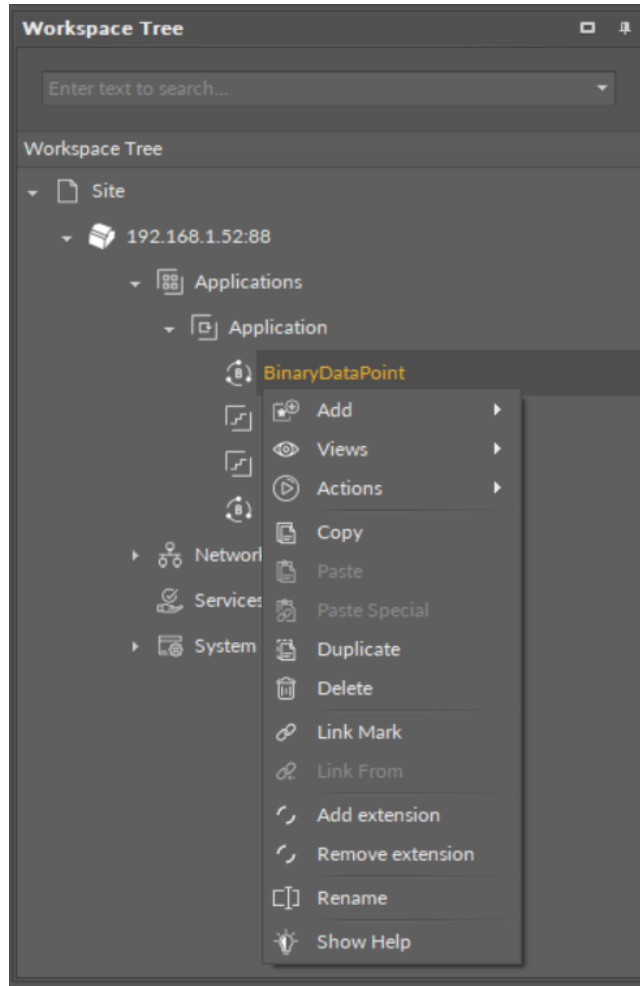 Workspace Tree
Enter text to search...
Workspace Tree
Site
192.168.1.52:88
Applications
Application
BinaryDataPoint
Add
Views
Actions
Copy
Networ
Paste
Services
Paste Special
System
Duplicate
Delete
Link Mark
Link From
Add extension
Remove extension
Rename
Show Help